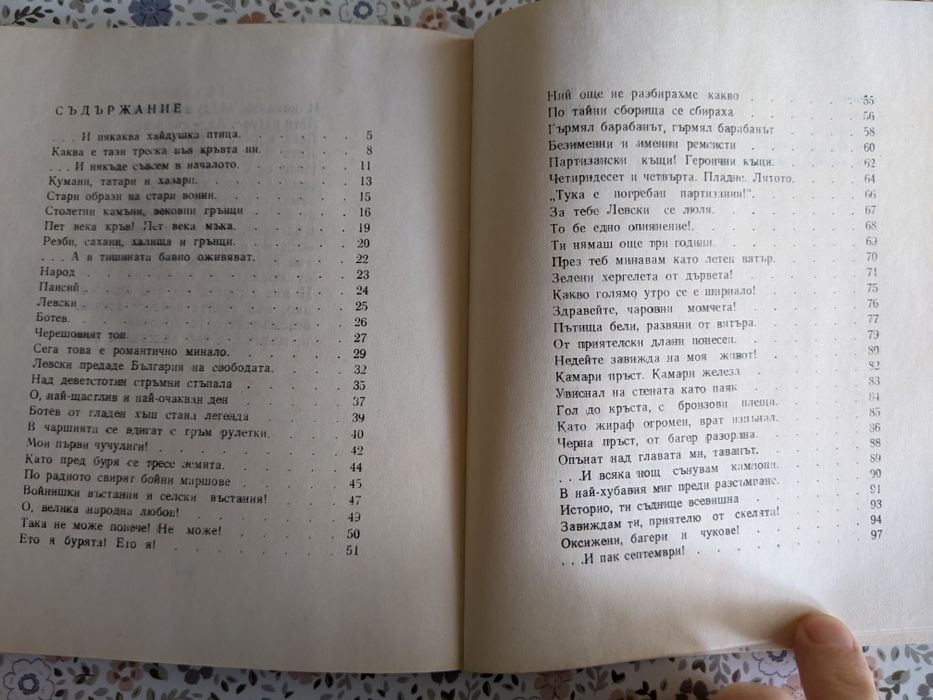 СЪДЪРЖАНИЕ
. . . И някаква хайдушка птица. 5
Каква е тази треска във кръвта ни. 8
. . . И някъде съвсем в началото. 11
Кумани, татари и хазари. 13
Стари образи на стари воини. 15
Столетни камъни, вековни грънци 16
Пет века кръв! Пет века мъка. 19
Резби, сахани, халища и грънци. 20
. . . А в тишината бавно оживяват. 22
Народ 23
Паисий 24
Левски 25
Ботев. 26
Черешовият топ. 27
Сега това е романтично минало. 29
Левски предаде България на свободата. 32
Над деветстотин стръмни стъпала 35
О, най-щастлив и най-очакван ден 37
Ботев от гладен хъш стана легенда 39
В чаршията се вдигат с гръм рулетки. 40
Мои първи чучулиги! 42
Като пред буря се тресе земята. 44
По радиото свирят бойни маршове 45
Войнишки въстания и селски въстания! 47
О, велика народна любов! 49
Така не може повече! Не може! 50
Ето я бурята! Ето я! 51
Ний още не разбирахме какво 55
По тайни сборища се сбираха 56
Гърмял барабанът, гърмял барабанът 58
Безименни и именни ремсисти 60
Партизански къщи! Героични къщи. 62
Четиридесет и четвърта. Пладне. Лятото. 64
„Тука е погребан партизанин!“. 66
За тебе Левски се люля. 67
То бе едно опиянение!. 68
Ти нямаш още три години. 69
През теб минавам като летен вятър. 70
Зелени хергелета от дървета! 71
Какво голямо утро се е ширнало! 75
Здравейте, чаровни момчета! 76
Пътища бели, развяни от вятъра. 77
От приятелски длани понесен. 79
Недейте завижда на моя живот! 80
Камари пръст. Камари железа 82
Увиснал на стената като паяк 83
Гол до кръста, с бронзови плещи. 84
Като жираф огромен, врат изпънал. 85
Черна пръст, от багер разорана. 86
Опънат над главата ми, таванът. 88
. . .И всяка нощ сънувам камиони. 89
В най-хубавия миг преди разсъмване. 90
Историо, ти съднице всевишна 91
Завиждам ти, приятелю от скелята! 93
Оксижени, багери и чукове! 94
. . .И пак септември! 97